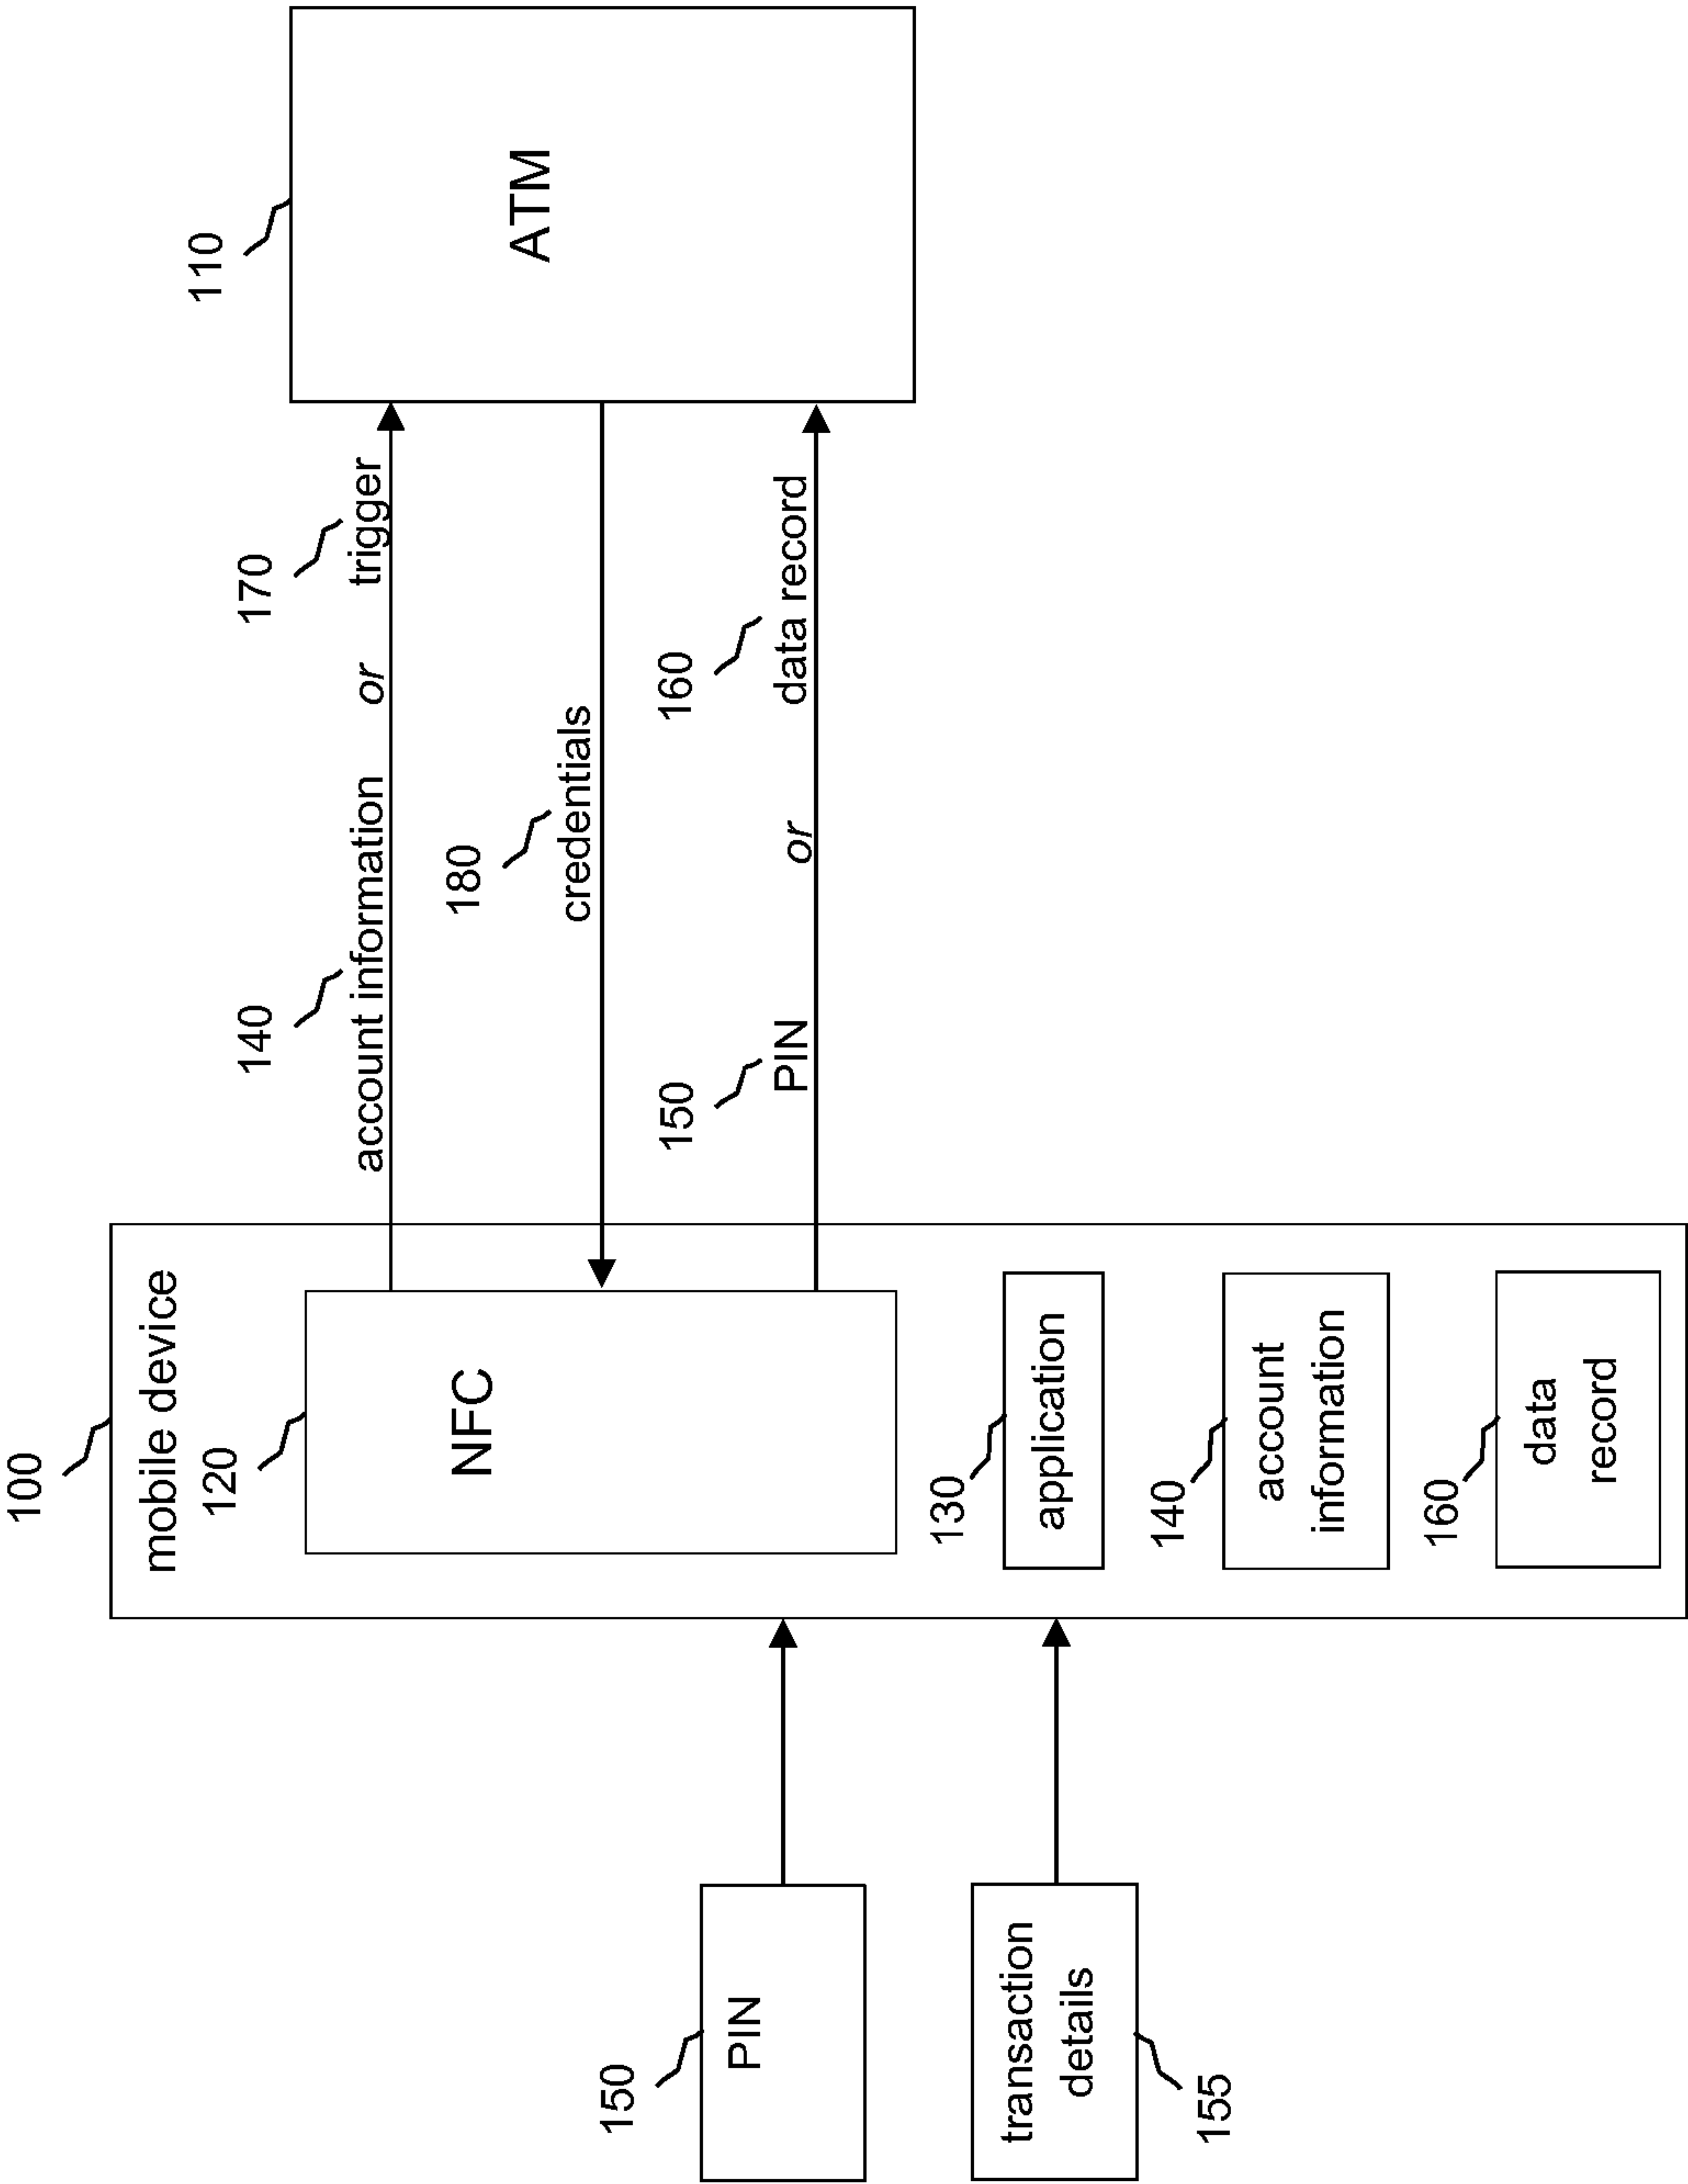 100
mobile device
120
NFC
130
application
140
account
information
160
data
record
150
PIN
transaction
details
155
140
account information or trigger
170
180
credentials
150
PIN or data record
160
110
ATM